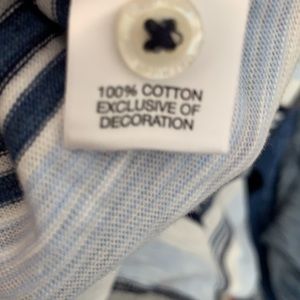 100% COTTON
EXCLUSIVE OF
DECORATION